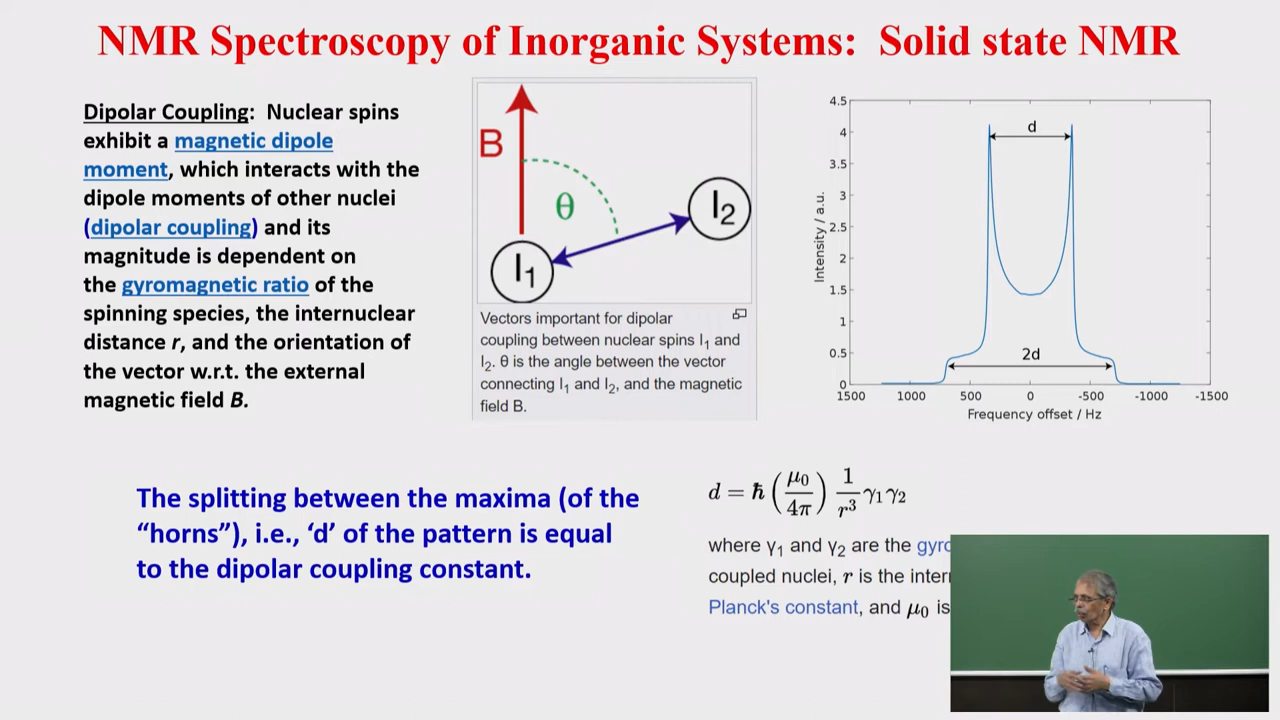 NMR Spectroscopy of Inorganic Systems: Solid state NMR
Dipolar Coupling: Nuclear spins
exhibit a magnetic dipole
moment, which interacts with the
dipole moments of other nuclei
(dipolar coupling) and its
magnitude is dependent on
the gyromagnetic ratio of the
spinning species, the internuclear
distance r, and the orientation of
the vector w.r.t. the external
magnetic field B.
B
θ
I₂
I₁
Vectors important for dipolar
coupling between nuclear spins I₁ and
I₂. θ is the angle between the vector
connecting I₁ and I₂, and the magnetic
field B.
4.5
4
3.5
3
2.5
2
1.5
1
0.5
0
Intensity / a.u.
d
2d
1500 1000 500 0 -500 -1000 -1500
Frequency offset / Hz
The splitting between the maxima (of the
“horns”), i.e., ‘d’ of the pattern is equal
to the dipolar coupling constant.
d = ħ (μ₀/4π) 1/r³ γ₁γ₂
where γ₁ and γ₂ are the gyro
coupled nuclei, r is the inter
Planck's constant, and μ₀ is